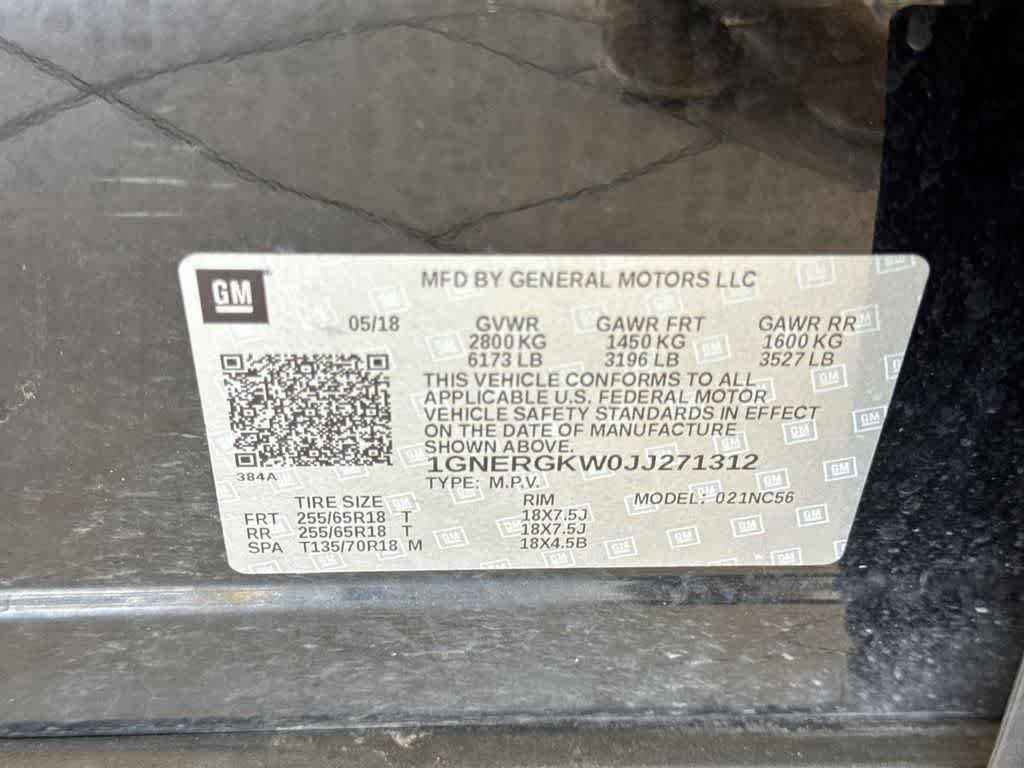 GM
MFD BY GENERAL MOTORS LLC
05/18 GVWR GAWR FRT GAWR RR
2800 KG 1450 KG 1600 KG
6173 LB 3196 LB 3527 LB
THIS VEHICLE CONFORMS TO ALL
APPLICABLE U.S. FEDERAL MOTOR
VEHICLE SAFETY STANDARDS IN EFFECT
ON THE DATE OF MANUFACTURE
SHOWN ABOVE.
1GNERGKW0JJ271312
384A TYPE: M.P.V.
TIRE SIZE RIM MODEL: 021NC56
FRT 255/65R18 T 18X7.5J
RR 255/65R18 T 18X7.5J
SPA T135/70R18 M 18X4.5B